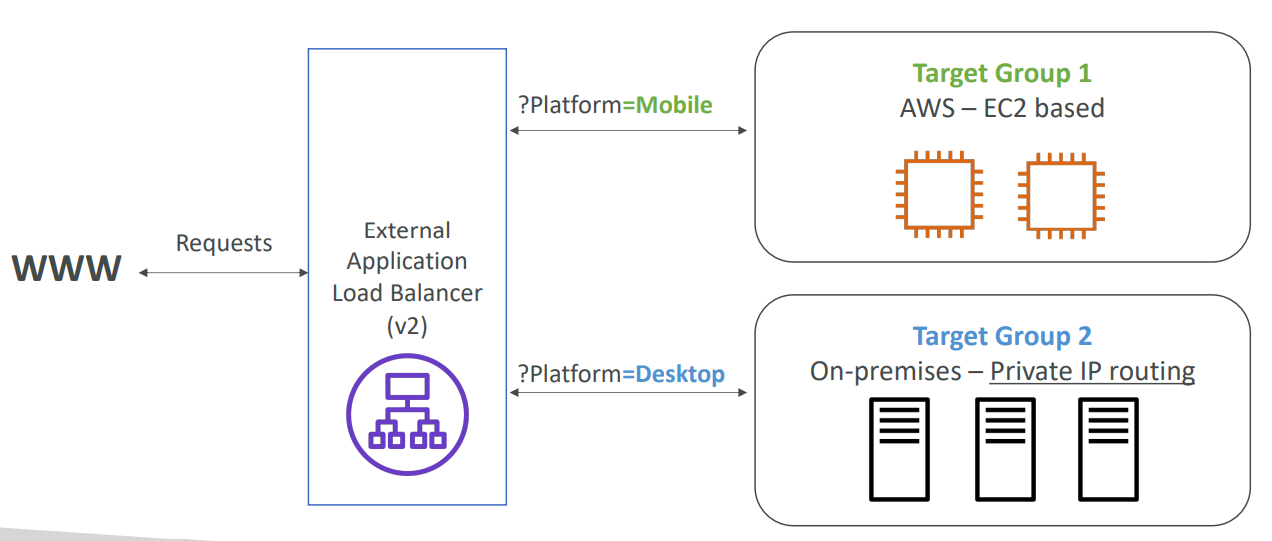 WWW
Requests
External
Application
Load Balancer
(v2)
?Platform=Mobile
Target Group 1
AWS – EC2 based
?Platform=Desktop
Target Group 2
On-premises – Private IP routing